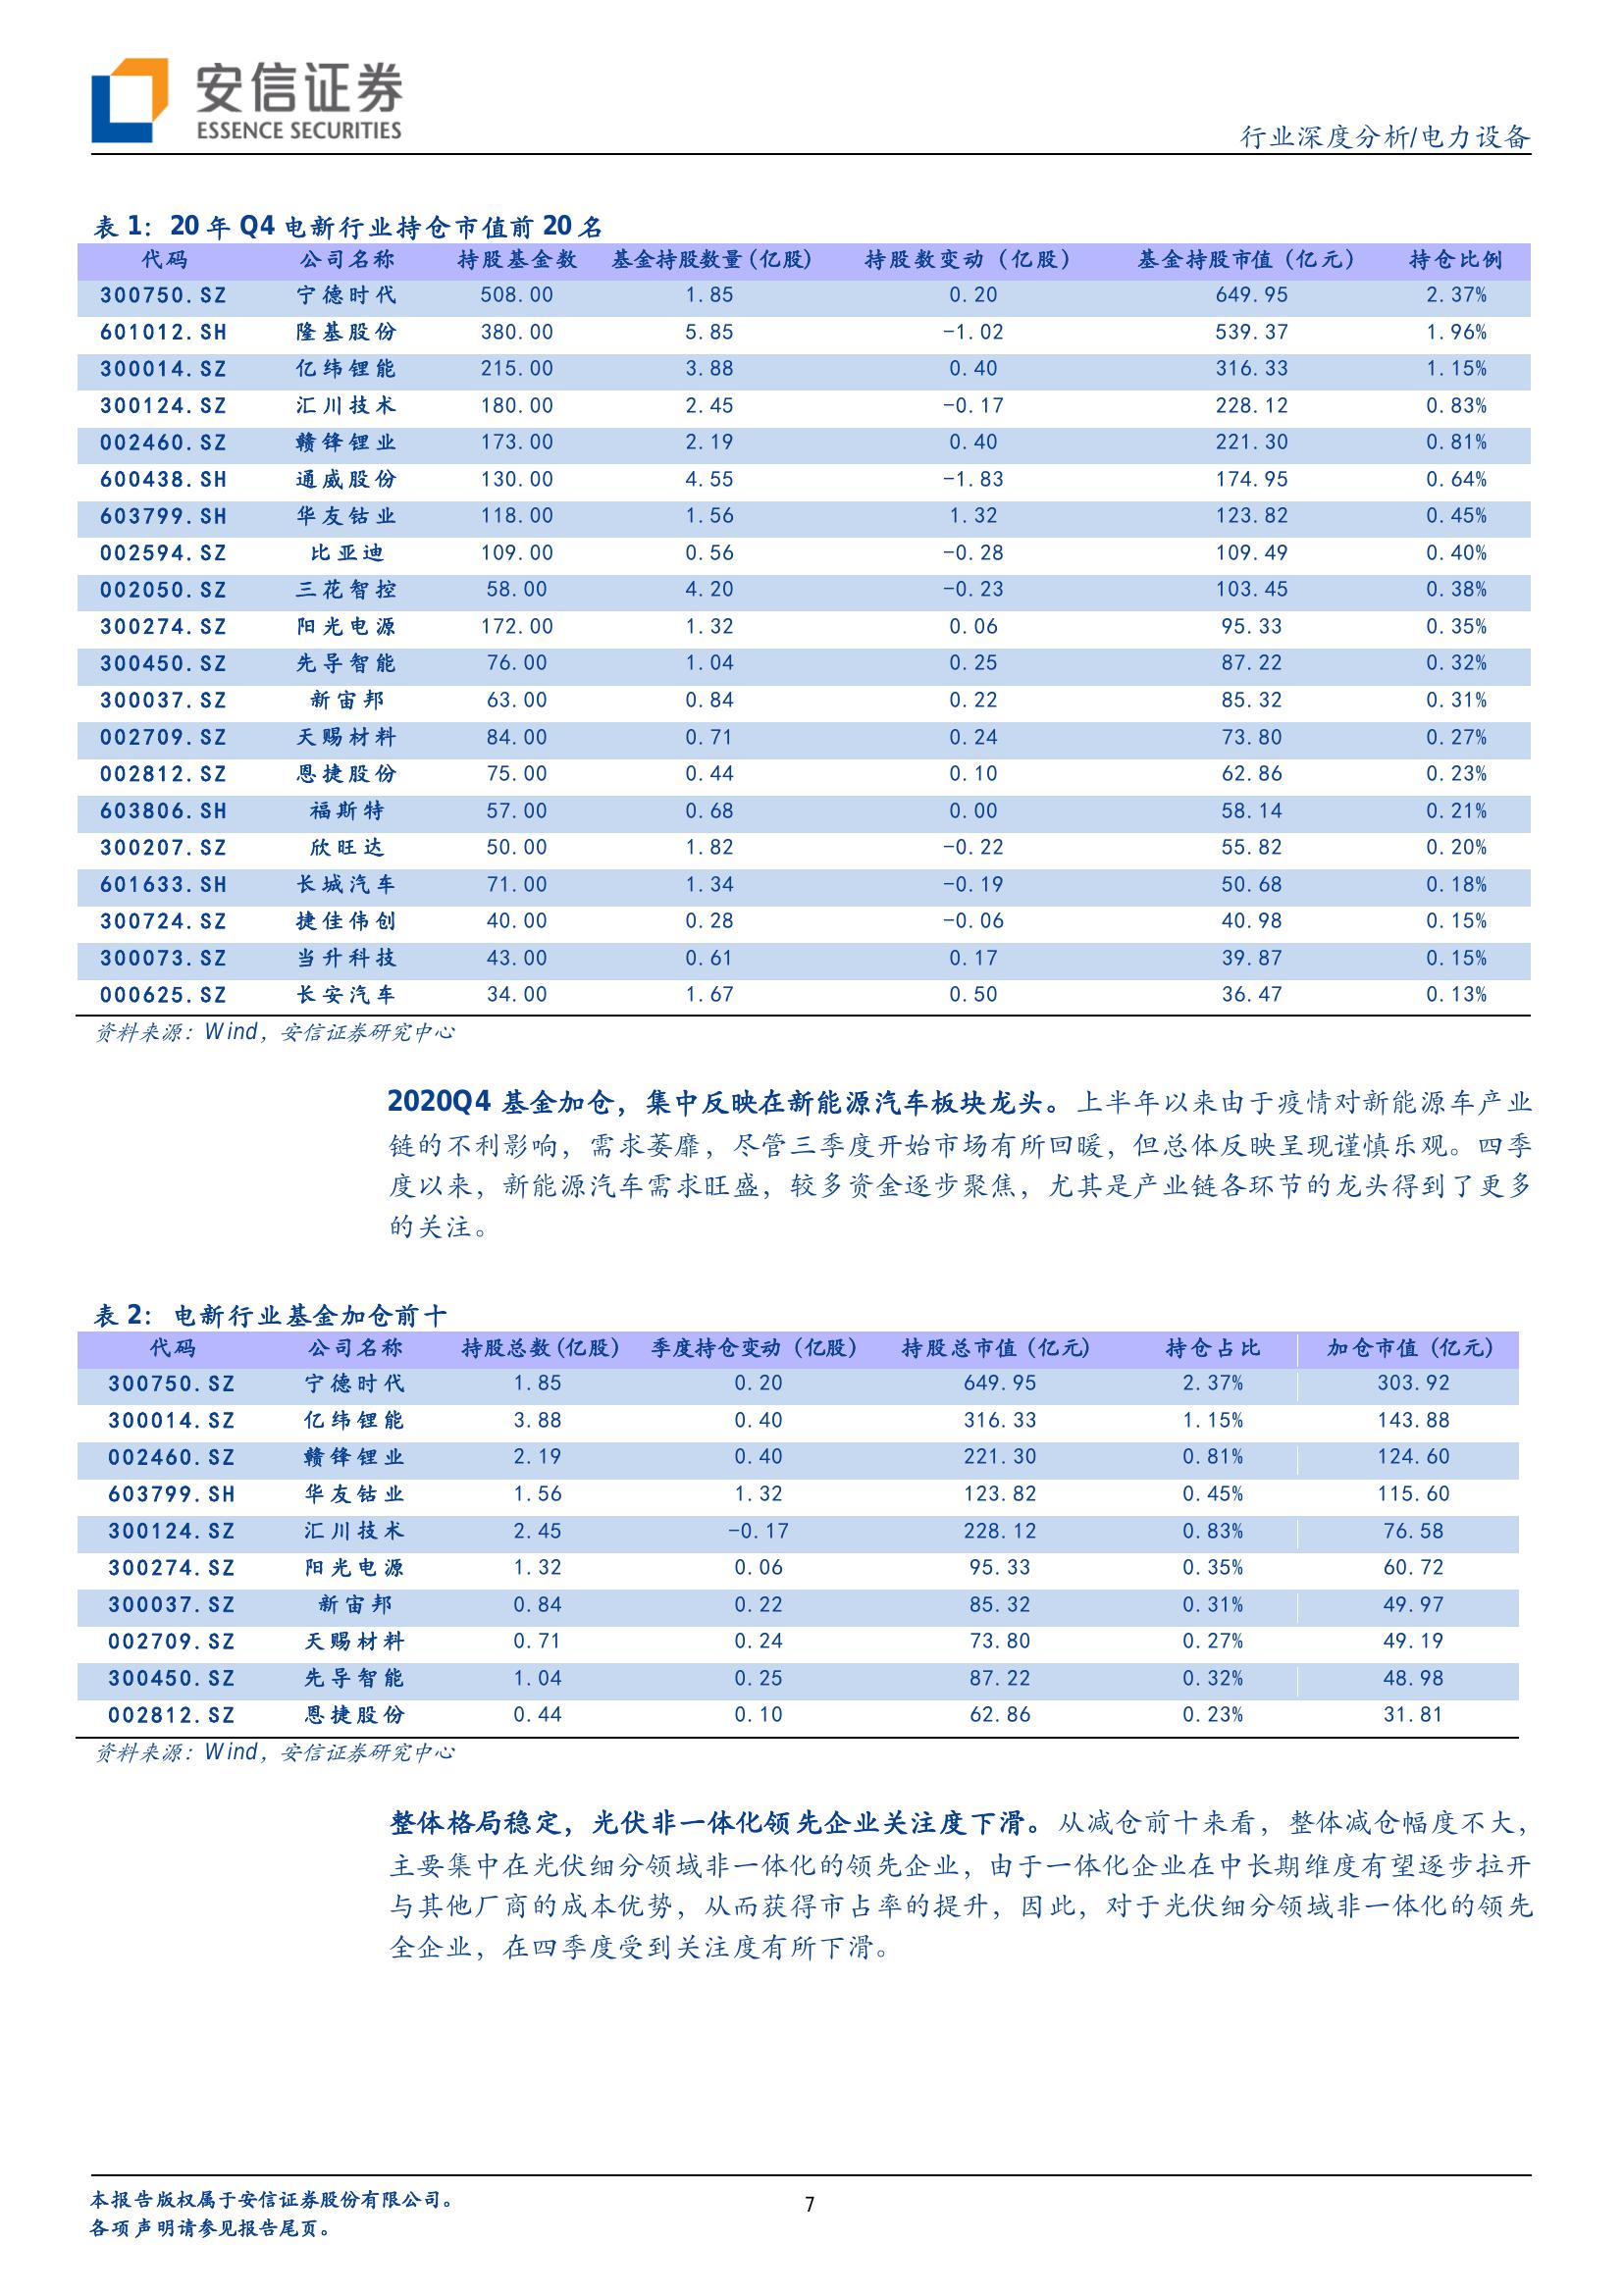 安信证券
ESSENCE SECURITIES
行业深度分析/电力设备
表 1：20 年 Q4 电新行业持仓市值前 20 名
代码 公司名称 持股基金数 基金持股数量(亿股) 持股数变动（亿股） 基金持股市值（亿元） 持仓比例
300750.SZ 宁德时代 508.00 1.85 0.20 649.95 2.37%
601012.SH 隆基股份 380.00 5.85 -1.02 539.37 1.96%
300014.SZ 亿纬锂能 215.00 3.88 0.40 316.33 1.15%
300124.SZ 汇川技术 180.00 2.45 -0.17 228.12 0.83%
002460.SZ 赣锋锂业 173.00 2.19 0.40 221.30 0.81%
600438.SH 通威股份 130.00 4.55 -1.83 174.95 0.64%
603799.SH 华友钴业 118.00 1.56 1.32 123.82 0.45%
002594.SZ 比亚迪 109.00 0.56 -0.28 109.49 0.40%
002050.SZ 三花智控 58.00 4.20 -0.23 103.45 0.38%
300274.SZ 阳光电源 172.00 1.32 0.06 95.33 0.35%
300450.SZ 先导智能 76.00 1.04 0.25 87.22 0.32%
300037.SZ 新宙邦 63.00 0.84 0.22 85.32 0.31%
002709.SZ 天赐材料 84.00 0.71 0.24 73.80 0.27%
002812.SZ 恩捷股份 75.00 0.44 0.10 62.86 0.23%
603806.SH 福斯特 57.00 0.68 0.00 58.14 0.21%
300207.SZ 欣旺达 50.00 1.82 -0.22 55.82 0.20%
601633.SH 长城汽车 71.00 1.34 -0.19 50.68 0.18%
300724.SZ 捷佳伟创 40.00 0.28 -0.06 40.98 0.15%
300073.SZ 当升科技 43.00 0.61 0.17 39.87 0.15%
000625.SZ 长安汽车 34.00 1.67 0.50 36.47 0.13%
资料来源：Wind，安信证券研究中心
2020Q4 基金加仓，集中反映在新能源汽车板块龙头。上半年以来由于疫情对新能源车产业
链的不利影响，需求萎靡，尽管三季度开始市场有所回暖，但总体反映呈现谨慎乐观。四季
度以来，新能源汽车需求旺盛，较多资金逐步聚焦，尤其是产业链各环节的龙头得到了更多
的关注。
表 2：电新行业基金加仓前十
代码 公司名称 持股总数(亿股) 季度持仓变动（亿股） 持股总市值（亿元） 持仓占比 加仓市值（亿元）
300750.SZ 宁德时代 1.85 0.20 649.95 2.37% 303.92
300014.SZ 亿纬锂能 3.88 0.40 316.33 1.15% 143.88
002460.SZ 赣锋锂业 2.19 0.40 221.30 0.81% 124.60
603799.SH 华友钴业 1.56 1.32 123.82 0.45% 115.60
300124.SZ 汇川技术 2.45 -0.17 228.12 0.83% 76.58
300274.SZ 阳光电源 1.32 0.06 95.33 0.35% 60.72
300037.SZ 新宙邦 0.84 0.22 85.32 0.31% 49.97
002709.SZ 天赐材料 0.71 0.24 73.80 0.27% 49.19
300450.SZ 先导智能 1.04 0.25 87.22 0.32% 48.98
002812.SZ 恩捷股份 0.44 0.10 62.86 0.23% 31.81
资料来源：Wind，安信证券研究中心
整体格局稳定，光伏非一体化领先企业关注度下滑。从减仓前十来看，整体减仓幅度不大，
主要集中在光伏细分领域非一体化的领先企业，由于一体化企业在中长期维度有望逐步拉开
与其他厂商的成本优势，从而获得市占率的提升，因此，对于光伏细分领域非一体化的领先
全企业，在四季度受到关注度有所下滑。
本报告版权属于安信证券股份有限公司。
7
各项声明请参见报告尾页。